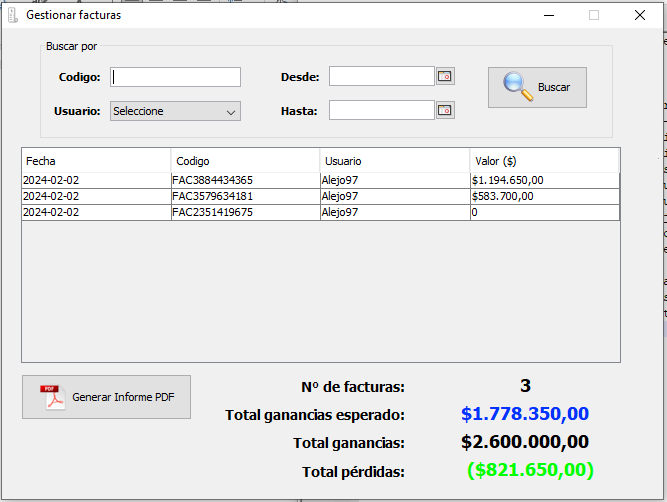 Gestionar facturas
Buscar por
Codigo:
Desde:
Buscar
Usuario:
Seleccione
Hasta:
Fecha Codigo Usuario Valor ($)
2024-02-02 FAC3884434365 Alejo97 $1.194.650,00
2024-02-02 FAC3579634181 Alejo97 $583.700,00
2024-02-02 FAC2351419675 Alejo97 0
PDF
Generar Informe PDF
Nº de facturas: 3
Total ganancias esperado: $1.778.350,00
Total ganancias: $2.600.000,00
Total pérdidas: ($821.650,00)